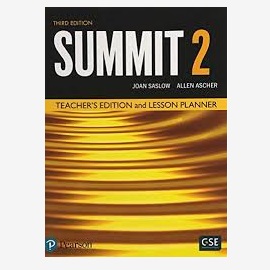 THIRD EDITION
SUMMIT 2
JOAN SASLOW ALLEN ASCHER
TEACHER'S EDITION and LESSON PLANNER
Pearson
GSE